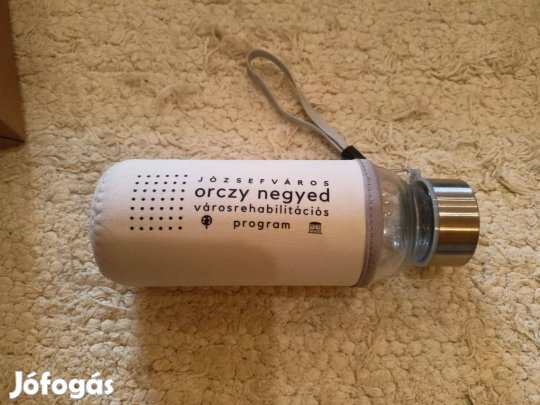 JÓZSEFVÁROS
orczy negyed
városrehabilitációs
program
Jófogás